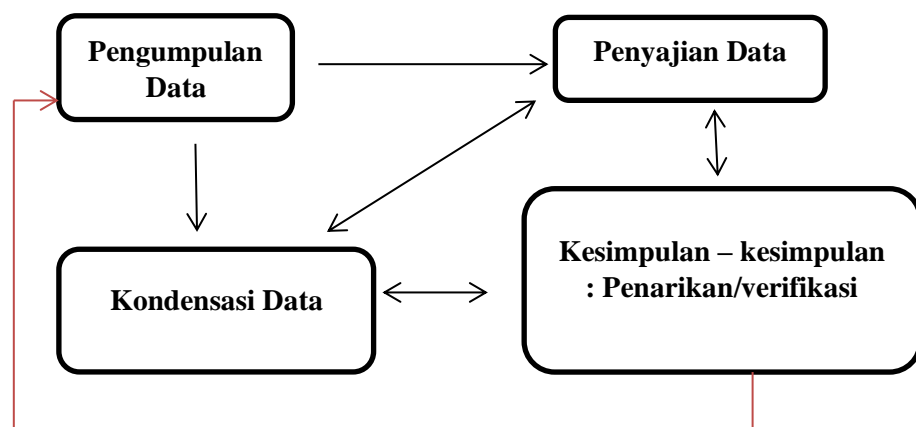 Pengumpulan
Data
Penyajian Data
Kondensasi Data
Kesimpulan – kesimpulan
: Penarikan/verifikasi